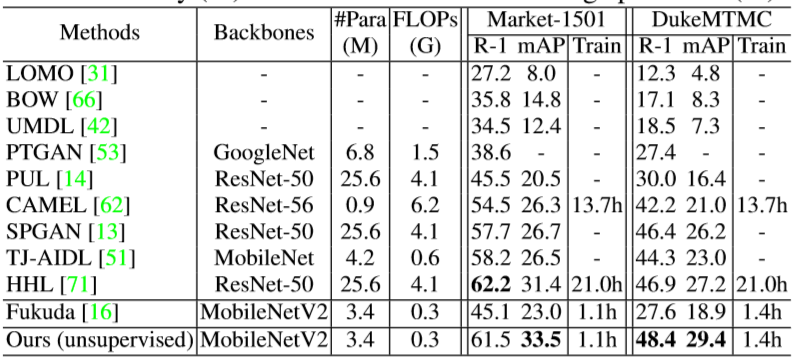 Methods Backbones #Para (M) FLOPs (G) Market-1501 DukeMTMC
R-1 mAP Train R-1 mAP Train
LOMO [31] - - - 27.2 8.0 - 12.3 4.8 -
BOW [66] - - - 35.8 14.8 - 17.1 8.3 -
UMDL [42] - - - 34.5 12.4 - 18.5 7.3 -
PTGAN [53] GoogleNet 6.8 1.5 38.6 - - 27.4 - -
PUL [14] ResNet-50 25.6 4.1 45.5 20.5 - 30.0 16.4 -
CAMEL [62] ResNet-56 0.9 6.2 54.5 26.3 13.7h 42.2 21.0 13.7h
SPGAN [13] ResNet-50 25.6 4.1 57.7 26.7 - 46.4 26.2 -
TJ-AIDL [51] MobileNet 4.2 0.6 58.2 26.5 - 44.3 23.0 -
HHL [71] ResNet-50 25.6 4.1 62.2 31.4 21.0h 46.9 27.2 21.0h
Fukuda [16] MobileNetV2 3.4 0.3 45.1 23.0 1.1h 27.6 18.9 1.4h
Ours (unsupervised) MobileNetV2 3.4 0.3 61.5 33.5 1.1h 48.4 29.4 1.4h